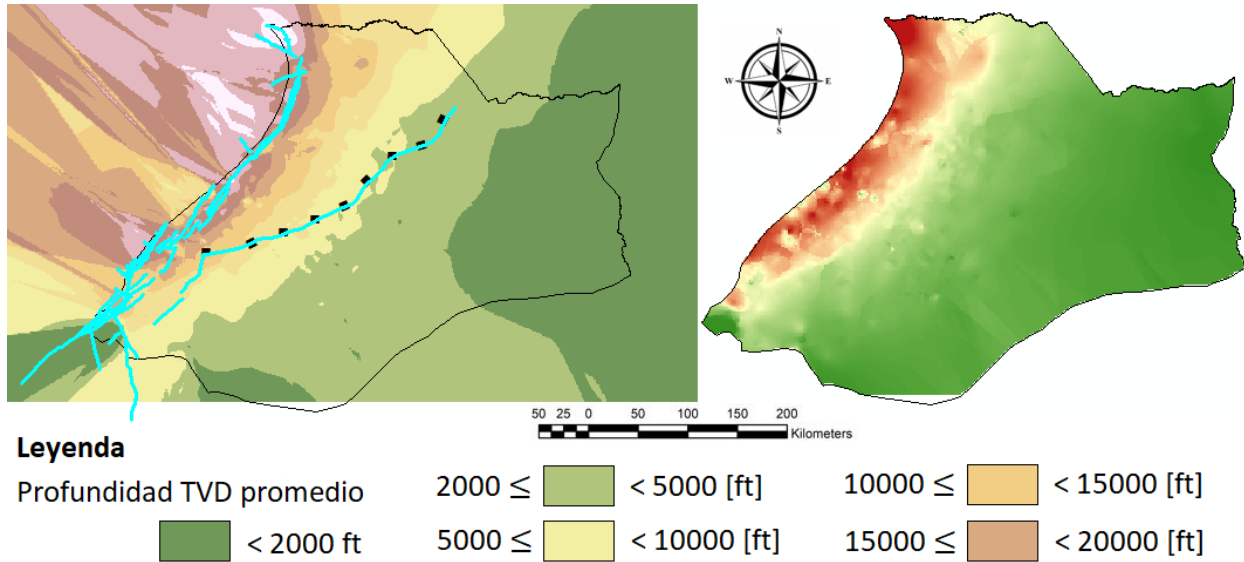 N
W E
S
50 25 0 50 100 150 200
Kilometers
Leyenda
Profundidad TVD promedio
< 2000 ft
2000 ≤ < 5000 [ft]
5000 ≤ < 10000 [ft]
10000 ≤ < 15000 [ft]
15000 ≤ < 20000 [ft]